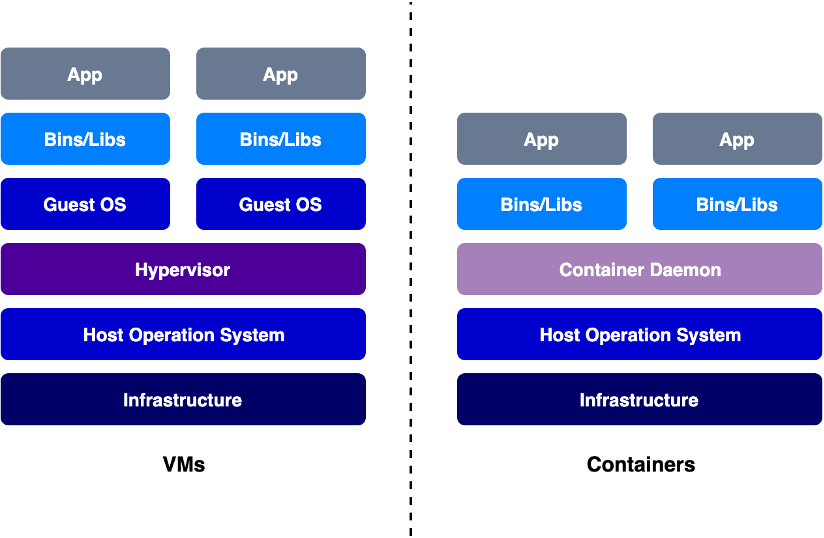 App
App
Bins/Libs
Bins/Libs
Guest OS
Guest OS
Hypervisor
Host Operation System
Infrastructure
VMs
App
App
Bins/Libs
Bins/Libs
Container Daemon
Host Operation System
Infrastructure
Containers